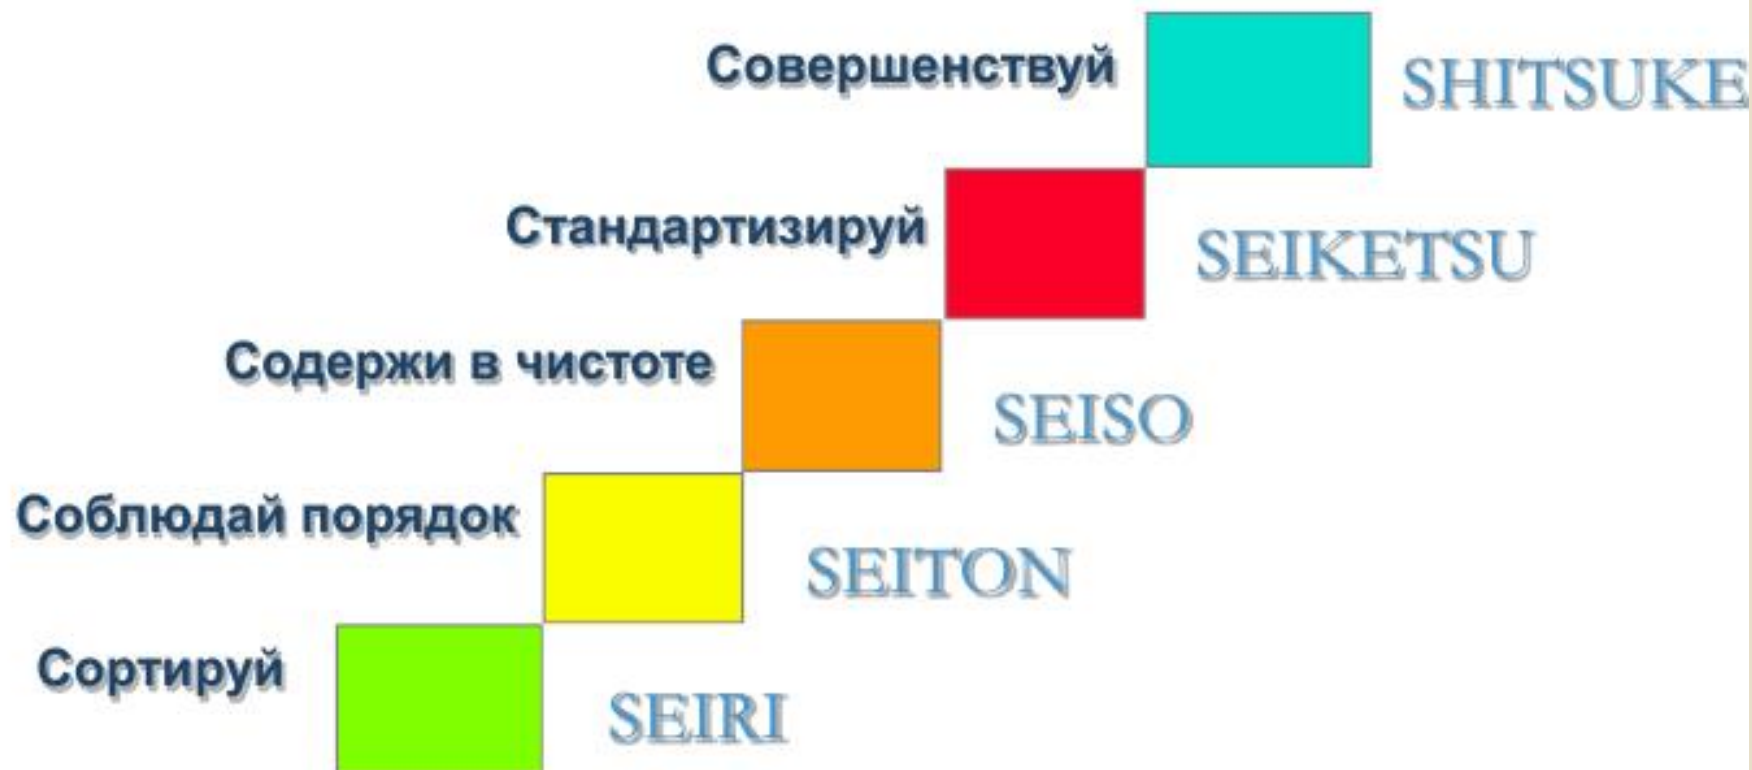 Совершенствуй
SHITSUKE
Стандартизируй
SEIKETSU
Содержи в чистоте
SEISO
Соблюдай порядок
SEITON
Сортируй
SEIRI